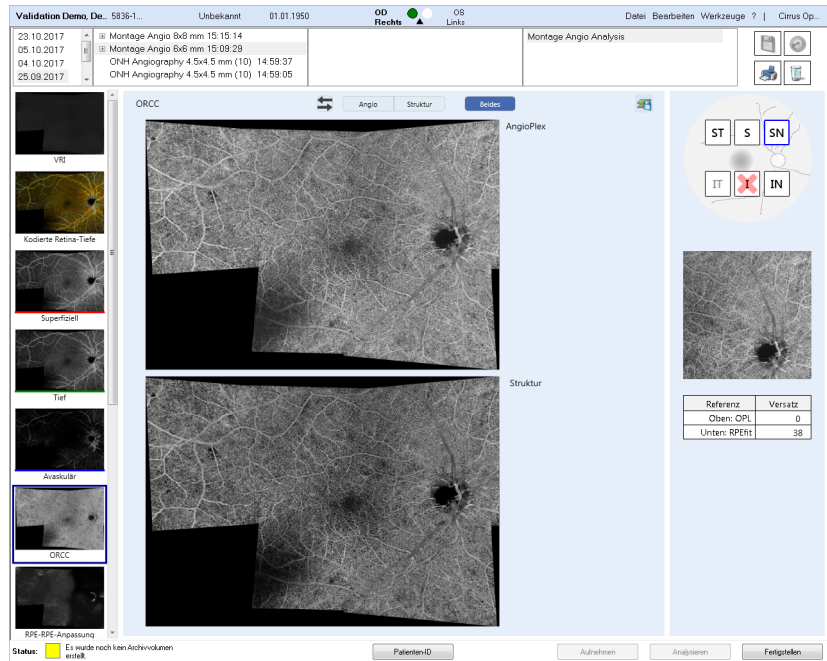 Validation Demo, De... 5836-1... Unbekannt 01.01.1950 OD Rechts OS Links Datei Bearbeiten Werkzeuge ? | Cirrus Op...
23.10.2017
05.10.2017
04.10.2017
25.09.2017
Montage Angio 8x8 mm 15:15:14
Montage Angio 6x6 mm 15:09:29
ONH Angiography 4.5x4.5 mm (10) 14:59:37
ONH Angiography 4.5x4.5 mm (10) 14:59:05
Montage Angio Analysis
VRI
Kodierte Retina-Tiefe
Superfiziell
Tief
Avaskulär
ORCC
RPE-RPE-Anpassung
ORCC Angio Struktur Beides
AngioPlex
Struktur
ST S SN
IT I IN
Referenz Versatz
Oben: OPL 0
Unten: RPEfit 38
Status: Es wurde noch kein Archivvolumen
erstellt.
Patienten-ID Aufnehmen Analysieren Fertigstellen